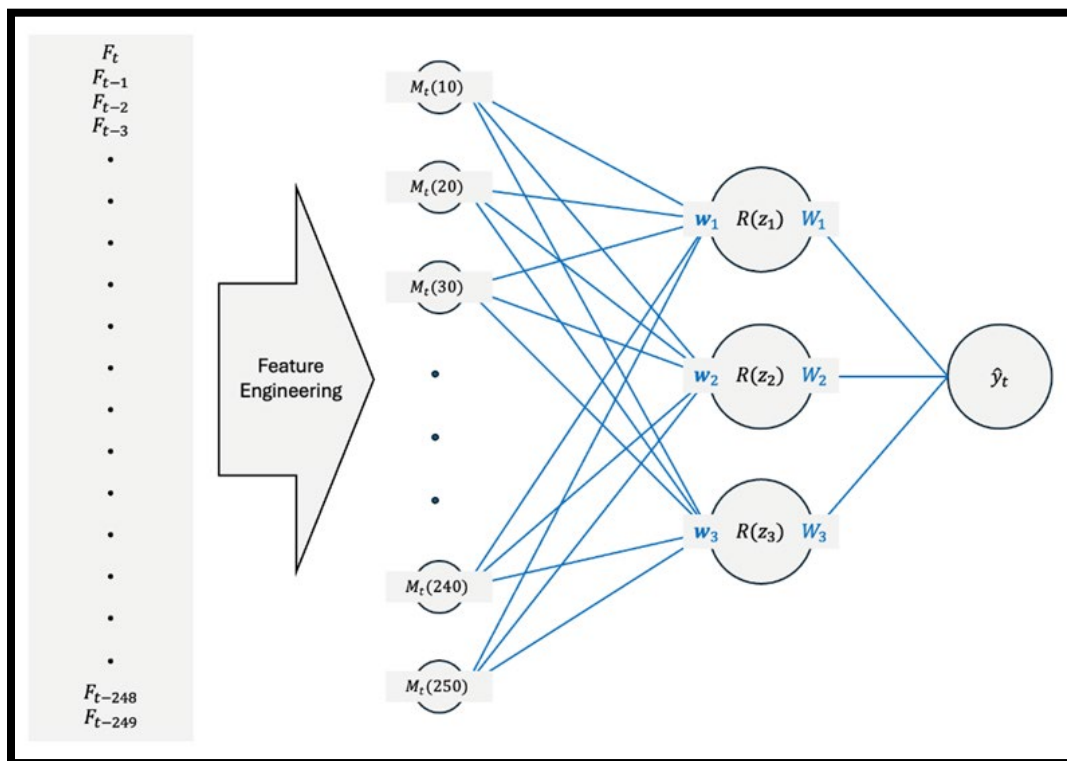 F_t
F_{t−1}
F_{t−2}
F_{t−3}
F_{t−248}
F_{t−249}
Feature
Engineering
M_t(10)
M_t(20)
M_t(30)
M_t(240)
M_t(250)
w_1 R(z_1) W_1
w_2 R(z_2) W_2
w_3 R(z_3) W_3
ŷ_t